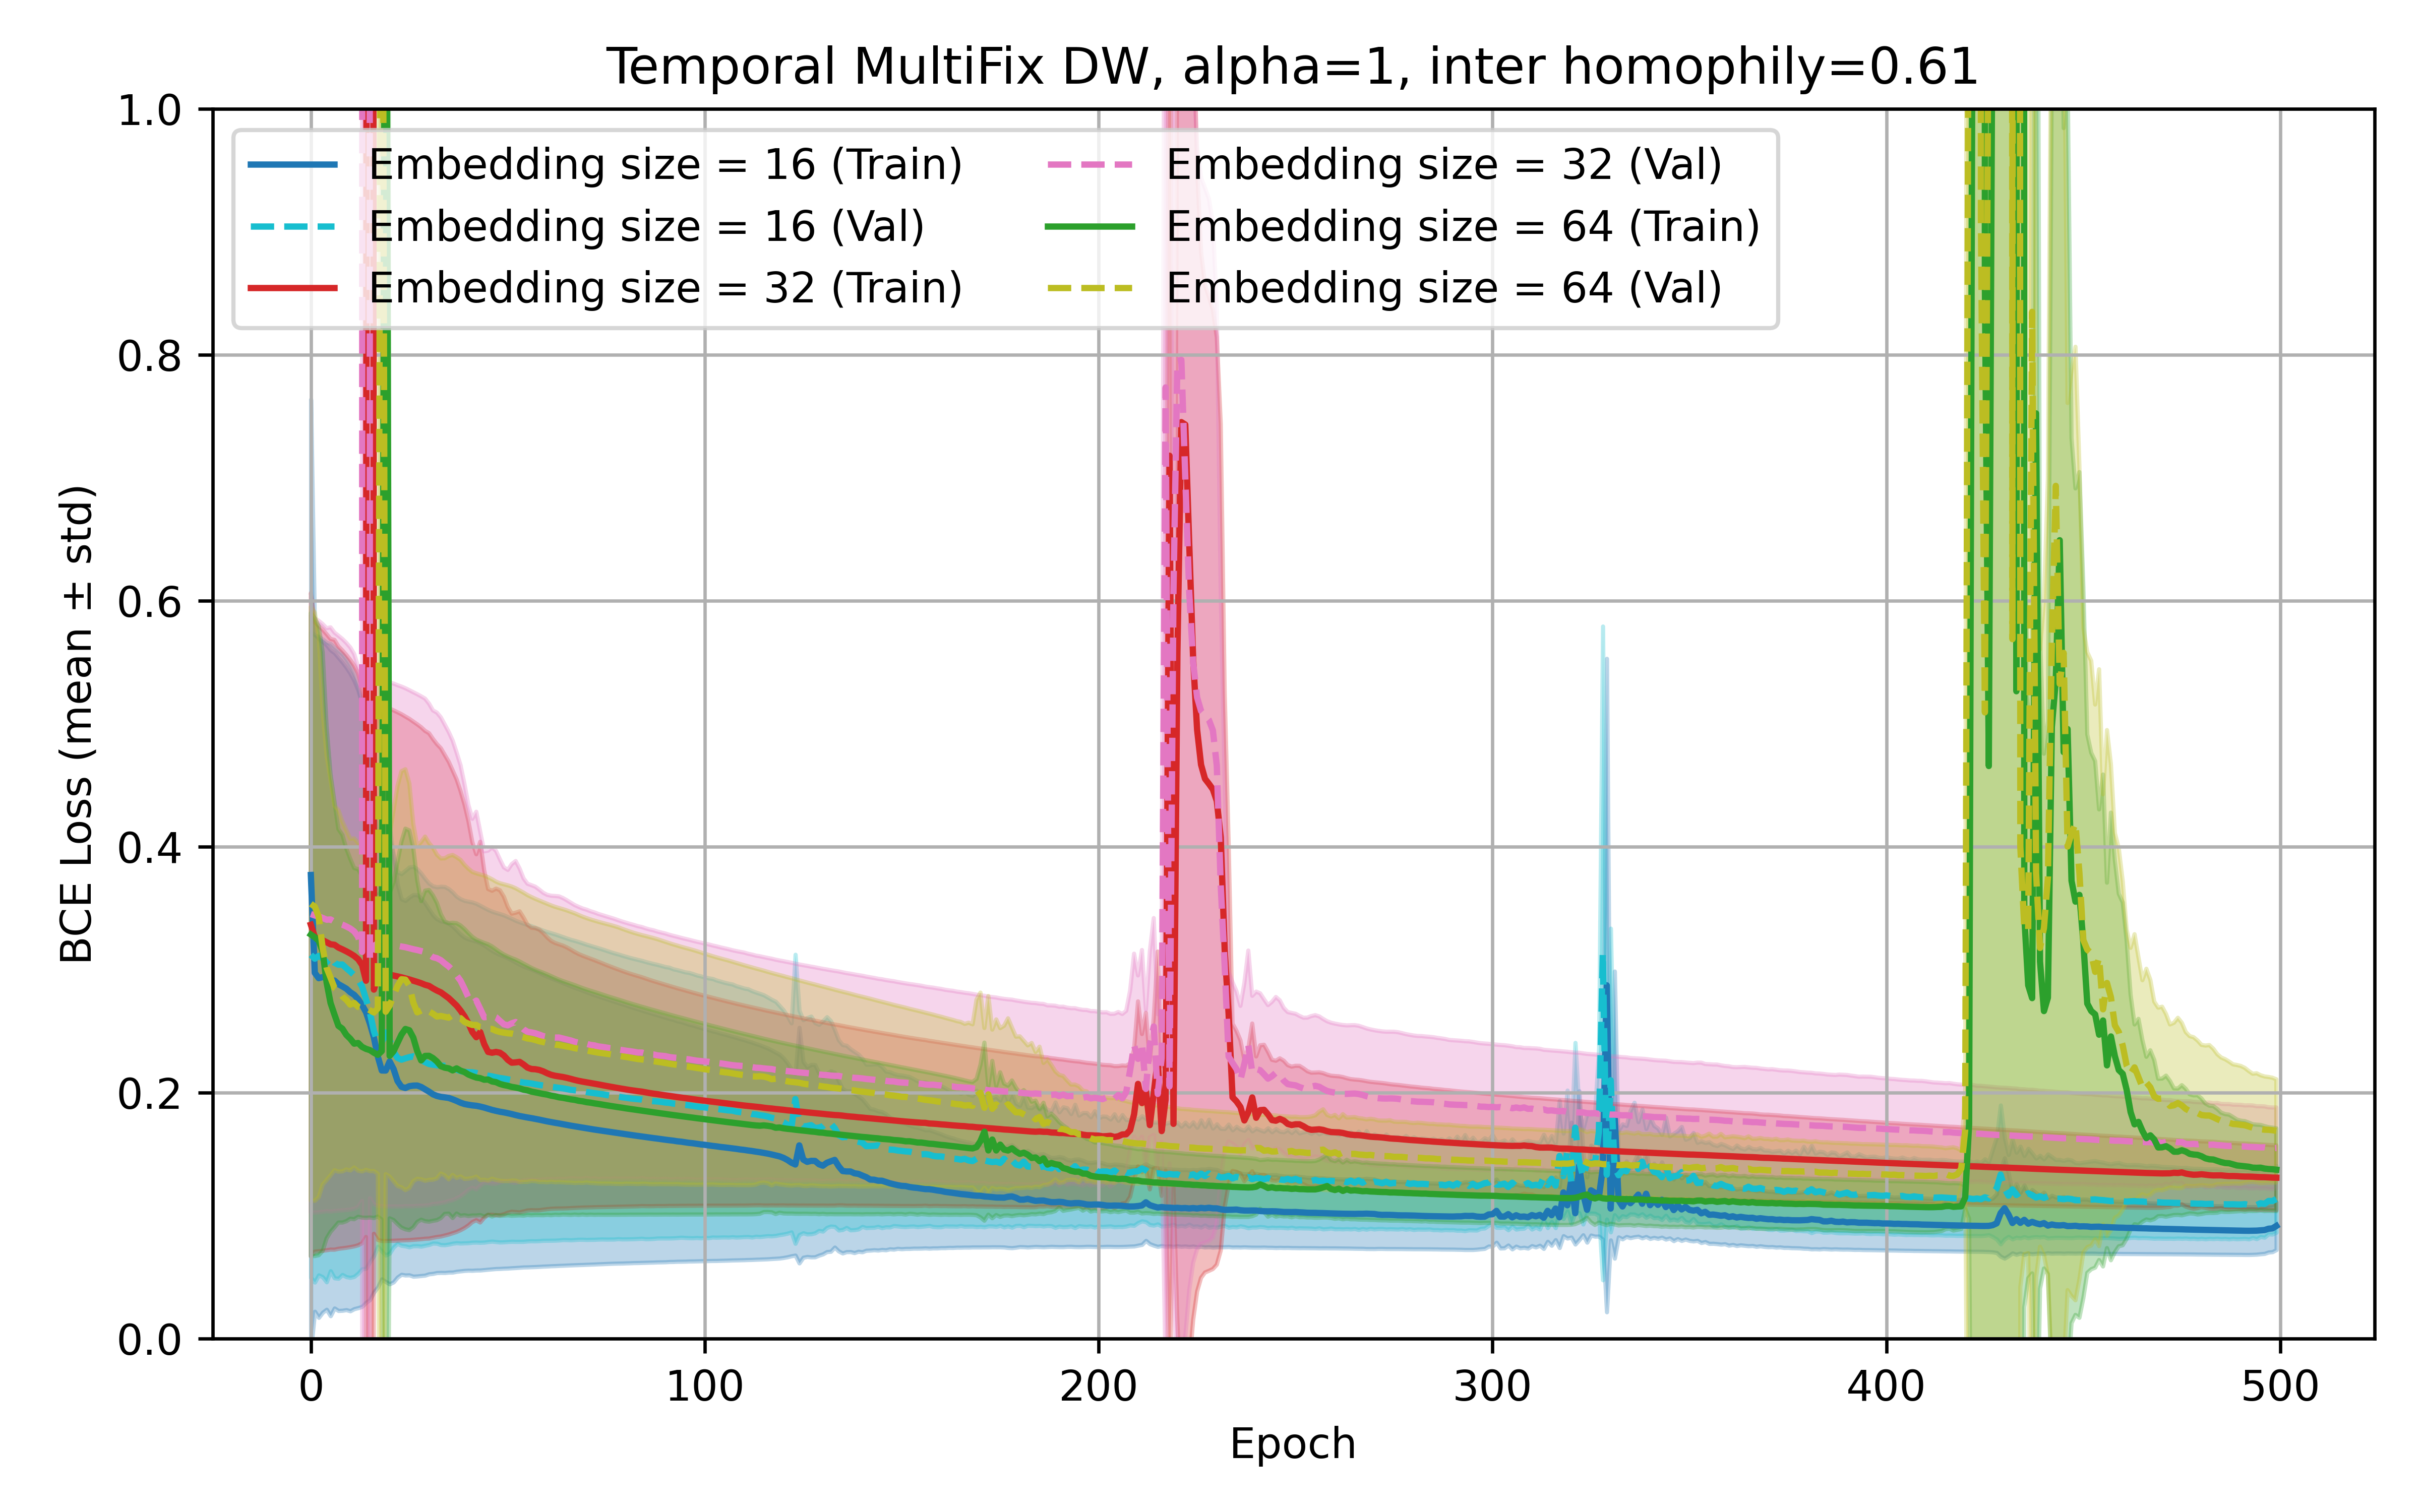 Temporal MultiFix DW, alpha=1, inter homophily=0.61
BCE Loss (mean ± std)
1.0
0.8
0.6
0.4
0.2
0.0
Embedding size = 16 (Train)
Embedding size = 16 (Val)
Embedding size = 32 (Train)
Embedding size = 32 (Val)
Embedding size = 64 (Train)
Embedding size = 64 (Val)
0 100 200 300 400 500
Epoch